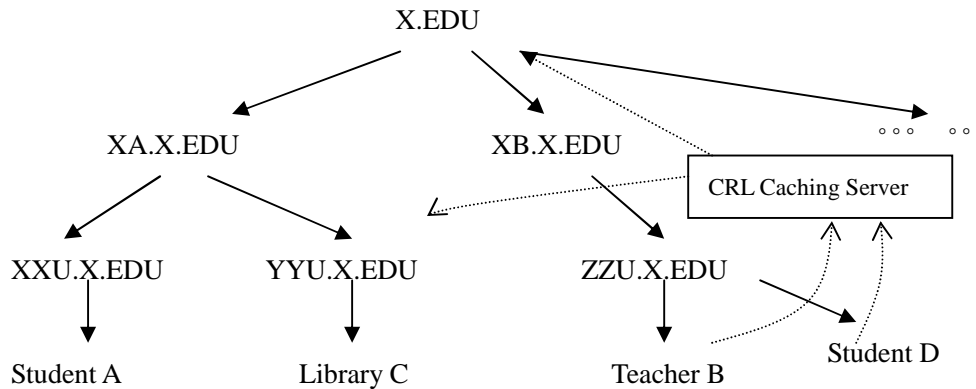 X.EDU
XA.X.EDU
XB.X.EDU
°°° °°
CRL Caching Server
XXU.X.EDU
YYU.X.EDU
ZZU.X.EDU
Student A
Library C
Teacher B
Student D